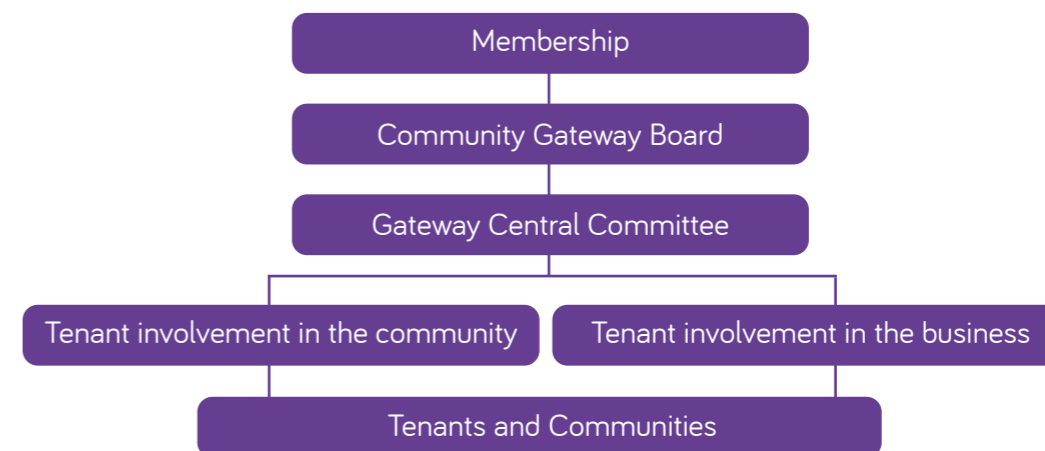 Membership
Community Gateway Board
Gateway Central Committee
Tenant involvement in the community
Tenant involvement in the business
Tenants and Communities